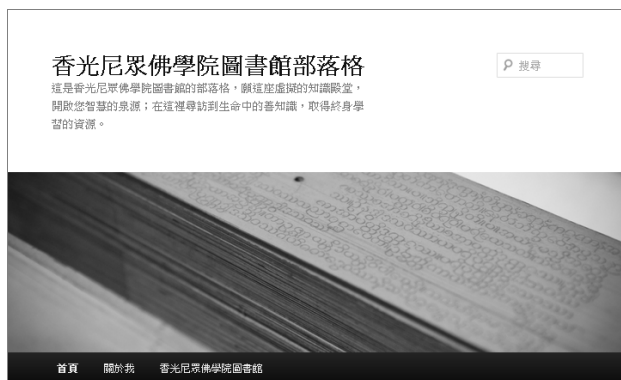 香光尼眾佛學院圖書館部落格
搜尋
這是香光尼眾佛學院圖書館的部落格，願這座虛擬的知識殿堂，
開啟您智慧的泉源；在這裡尋訪到生命中的善知識，取得終身學
習的資源。
首頁 關於我 香光尼眾佛學院圖書館